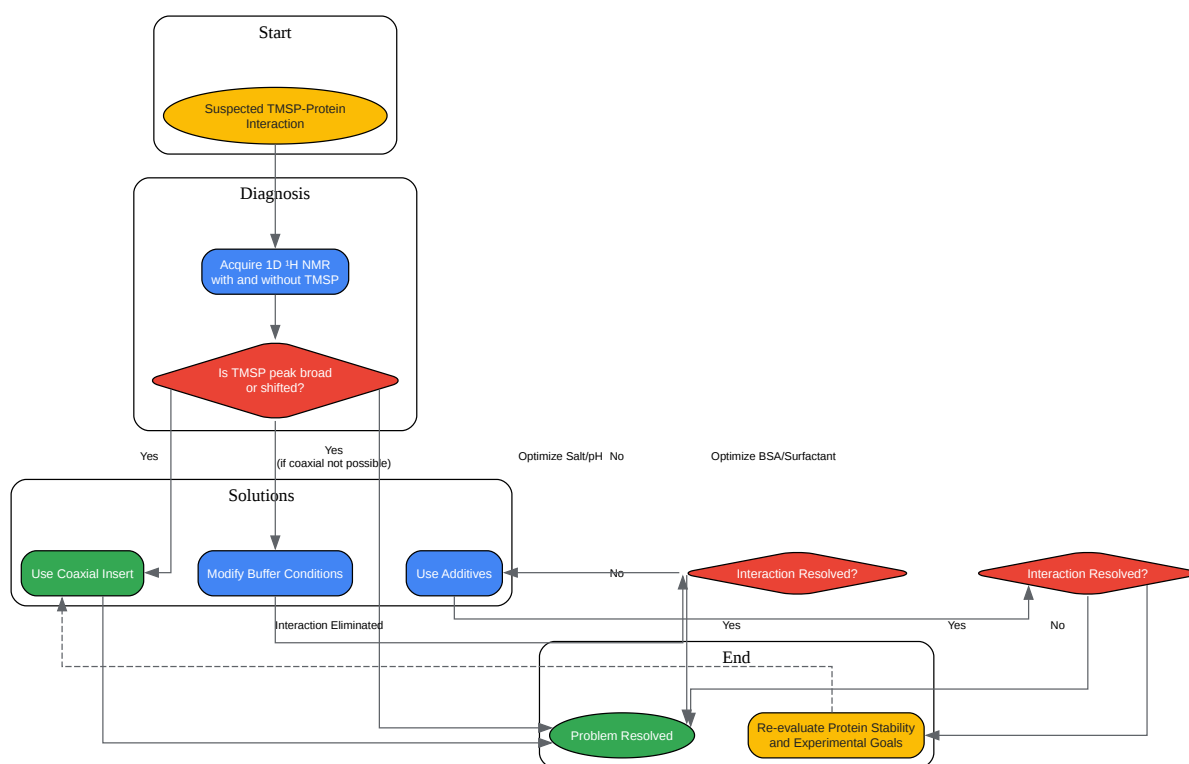 Start
Suspected TMSP-Protein
Interaction
Diagnosis
Acquire 1D ¹H NMR
with and without TMSP
Is TMSP peak broad
or shifted?
Yes
Yes
(if coaxial not possible)
Optimize Salt/pH
No
Optimize BSA/Surfactant
Solutions
Use Coaxial Insert
Modify Buffer Conditions
Use Additives
No
Interaction Resolved?
Interaction Resolved?
Interaction Eliminated
Yes
Yes
No
End
Problem Resolved
Re-evaluate Protein Stability
and Experimental Goals